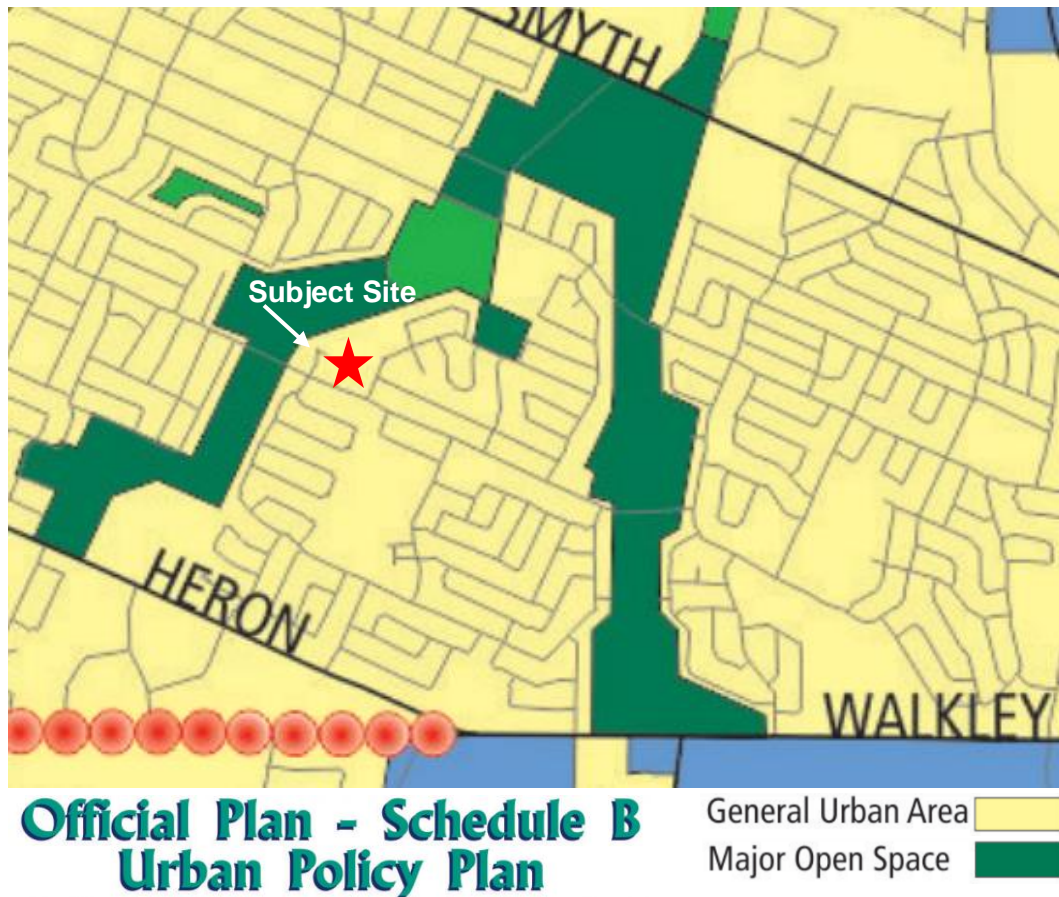 SMYTH
Subject Site
HERON
WALKLEY
Official Plan - Schedule B
Urban Policy Plan
General Urban Area
Major Open Space